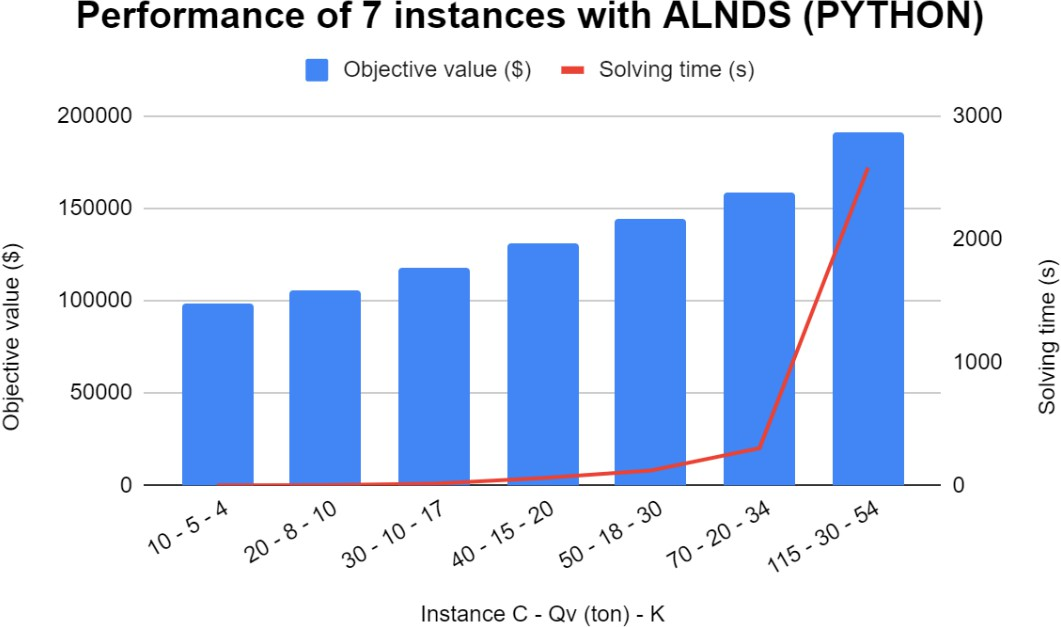 Performance of 7 instances with ALNDS (PYTHON)
Objective value ($) Solving time (s)
200000 3000
150000
2000
100000
1000
50000
0 0
Objective value ($)
Solving time (s)
10 - 5 - 4
20 - 8 - 10
30 - 10 - 17
40 - 15 - 20
50 - 18 - 30
70 - 20 - 34
115 - 30 - 54
Instance C - Qv (ton) - K